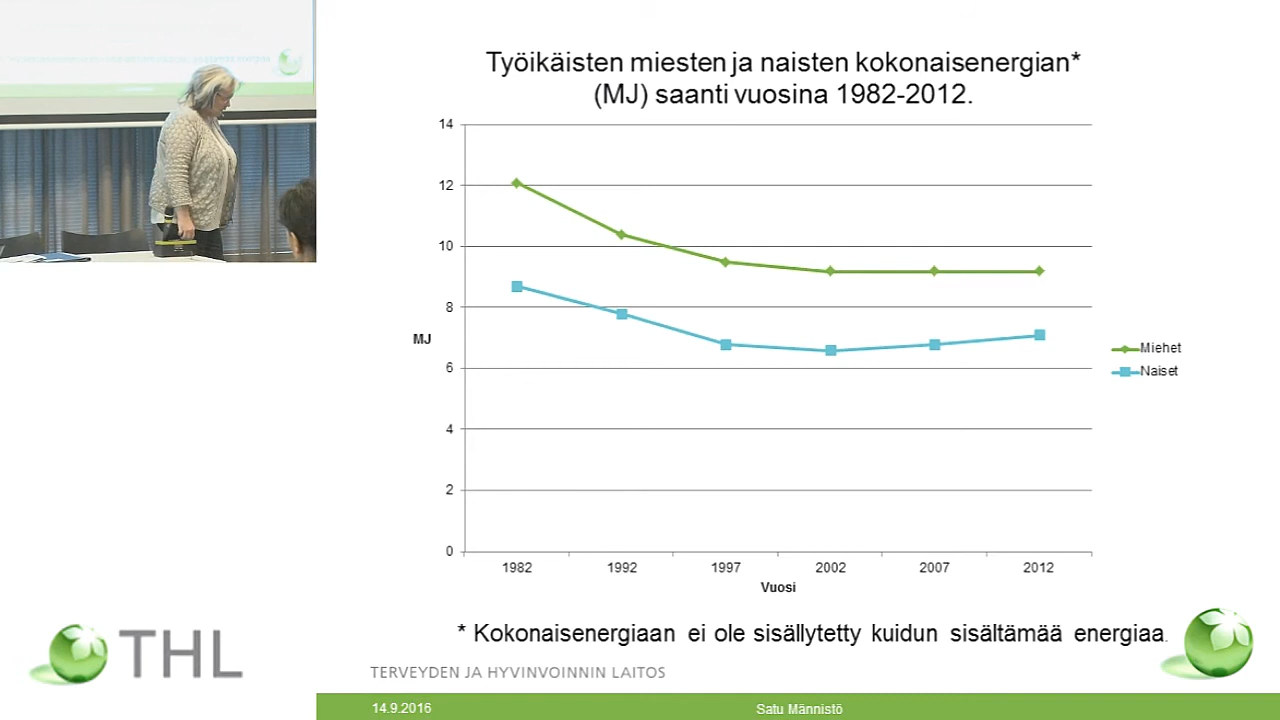 Työikäisten miesten ja naisten kokonaisenergian*
(MJ) saanti vuosina 1982-2012.
14
12
10
8
MJ
6
4
2
0
1982 1992 1997 2002 2007 2012
Vuosi
Miehet
Naiset
* Kokonaisenergiaan ei ole sisällytetty kuidun sisältämää energiaa.
THL
TERVEYDEN JA HYVINVOINNIN LAITOS
14.9.2016
Satu Männistö